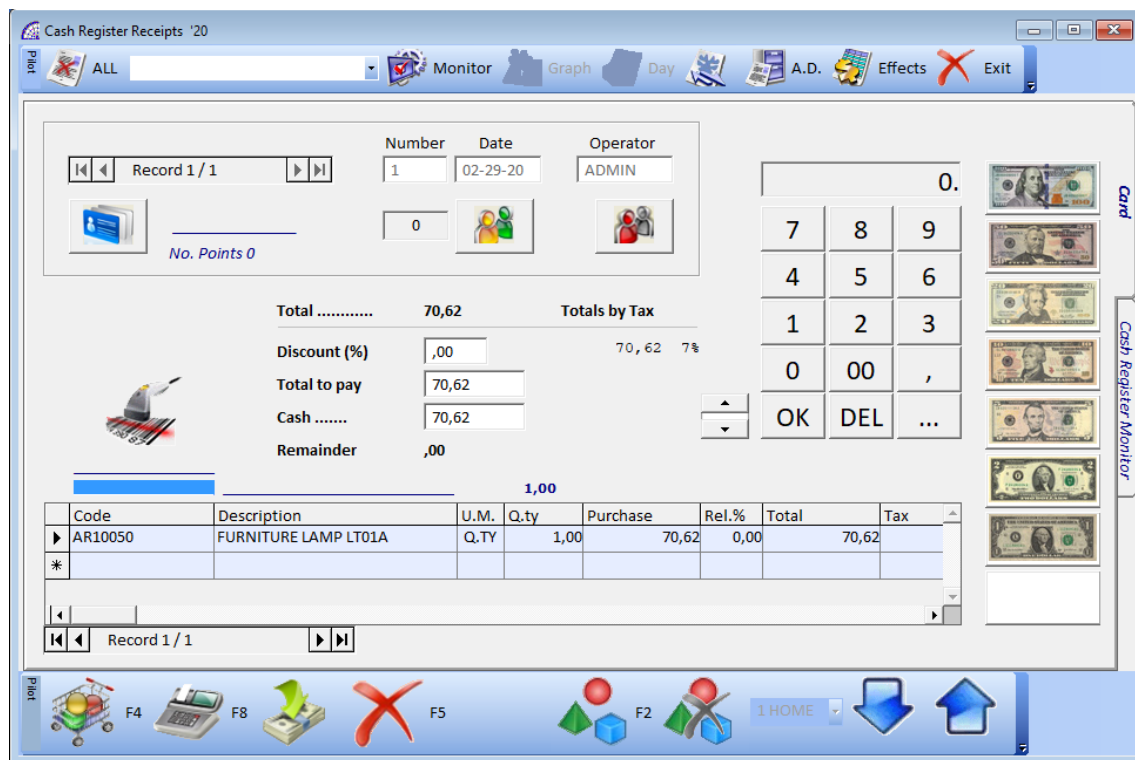 Cash Register Receipts '20
Pilot
ALL
Monitor
Graph
Day
A.D.
Effects
Exit
Number Date Operator
Record 1 / 1
1
02-29-20
ADMIN
0
No. Points 0
0.
7 8 9
4 5 6
1 2 3
0 00 ,
OK DEL ...
Card
Cash Register Monitor
Total ............ 70,62 Totals by Tax
Discount (%) ,00 70,62 7%
Total to pay 70,62
Cash ....... 70,62
Remainder ,00
1,00
Code Description U.M. Q.ty Purchase Rel.% Total Tax
AR10050 FURNITURE LAMP LT01A Q.TY 1,00 70,62 0,00 70,62
*
Record 1 / 1
Pilot
F4
F8
F5
F2
1 HOME